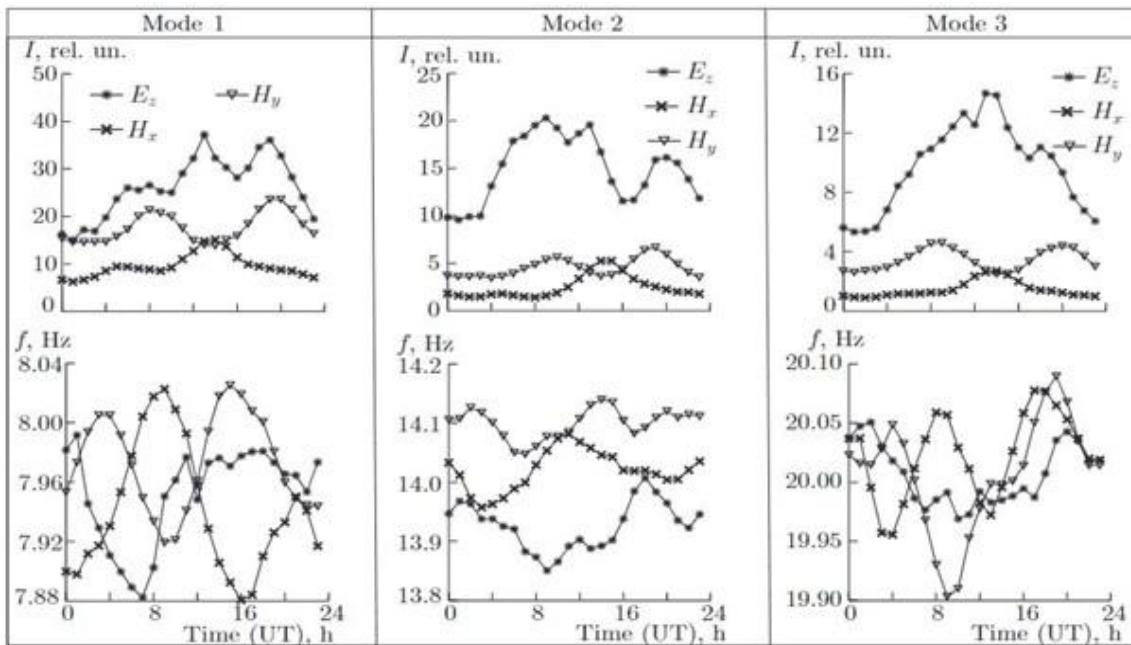 Mode 1
Mode 2
Mode 3
I, rel. un.
50
40
30
20
10
0
E_z
H_y
H_x
I, rel. un.
25
20
15
10
5
0
E_z
H_x
H_y
I, rel. un.
16
12
8
4
0
E_z
H_x
H_y
f, Hz
8.04
8.00
7.96
7.92
7.88
0 8 16 24
Time (UT), h
f, Hz
14.2
14.1
14.0
13.9
13.8
0 8 16 24
Time (UT), h
f, Hz
20.10
20.05
20.00
19.95
19.90
0 8 16 24
Time (UT), h